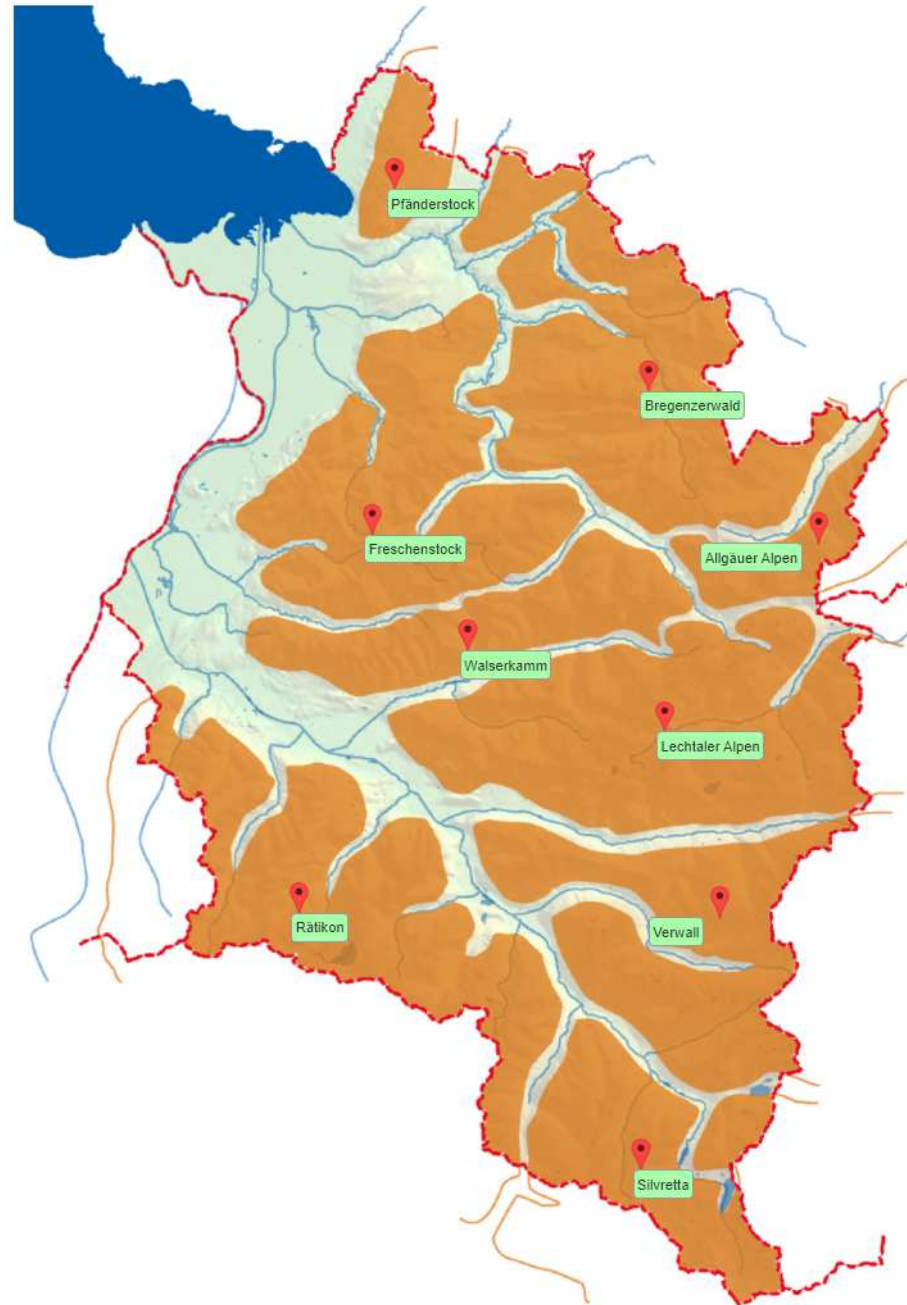 Pfänderstock
Bregenzerwald
Freschenstock
Allgäuer Alpen
Walserkamm
Lechtaler Alpen
Rätikon
Verwall
Silvretta